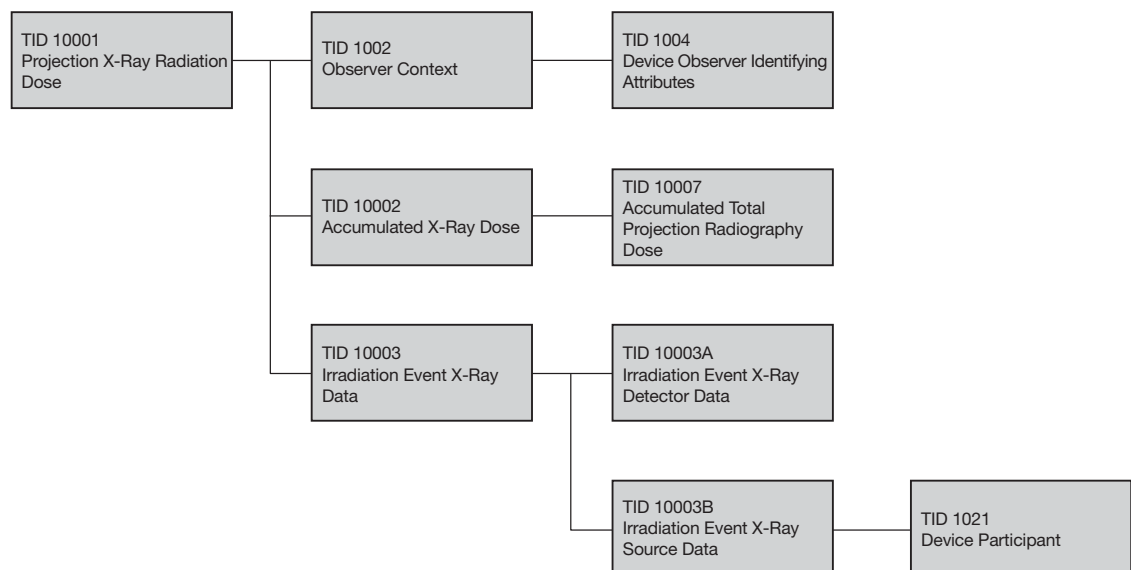 TID 10001
Projection X-Ray Radiation
Dose
TID 1002
Observer Context
TID 1004
Device Observer Identifying
Attributes
TID 10002
Accumulated X-Ray Dose
TID 10007
Accumulated Total
Projection Radiography
Dose
TID 10003
Irradiation Event X-Ray
Data
TID 10003A
Irradiation Event X-Ray
Detector Data
TID 10003B
Irradiation Event X-Ray
Source Data
TID 1021
Device Participant